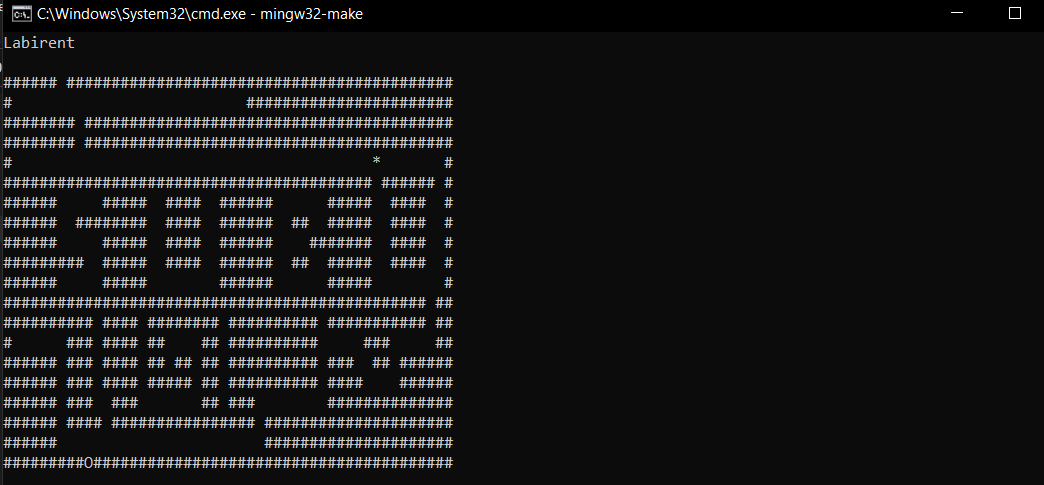 C:\Windows\System32\cmd.exe - mingw32-make
Labirent
###### ###########################################
#                          #######################
######## #########################################
######## #########################################
#                                        *       #
######################################### ###### #
######     #####  ####  ######      #####  ####  #
######  ########  ####  ######  ##  #####  ####  #
######     #####  ####  ######    #######  ####  #
#########  #####  ####  ######  ##  #####  ####  #
######     #####        ######      #####        #
############################################### ##
########## #### ######## ########## ########### ##
#      ### #### ##    ## ##########     ###     ##
###### ### #### ## ## ## ########## ###  ## ######
###### ### #### ##### ## ########## ####    ######
###### ###  ###       ## ###        ##############
###### #### ################ #####################
######                       #####################
#########O########################################